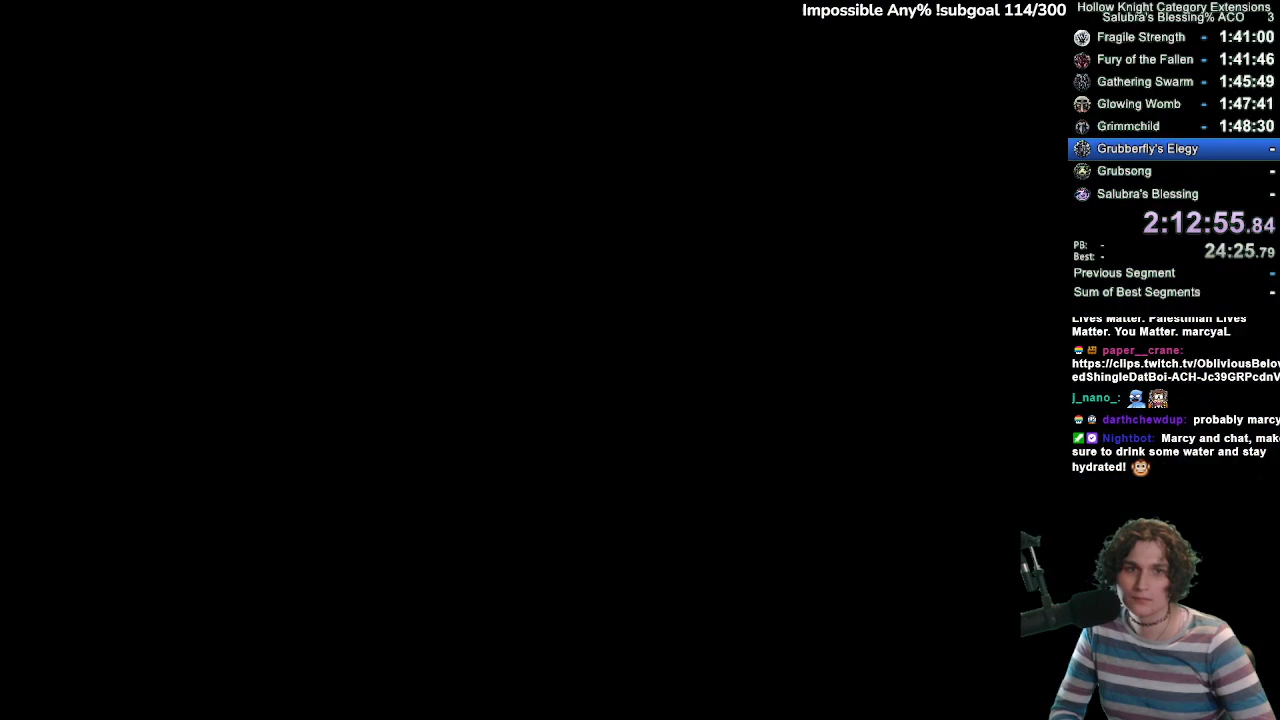 Impossible Any% !subgoal 114/300
Hollow Knight Category Extensions
Salubra's Blessing% ACO 3
Fragile Strength - 1:41:00
Fury of the Fallen - 1:41:46
Gathering Swarm - 1:45:49
Glowing Womb - 1:47:41
Grimmchild - 1:48:30
Grubberfly's Elegy -
Grubsong -
Salubra's Blessing -
2:12:55.84
PB: -
Best: -
24:25.79
Previous Segment -
Sum of Best Segments -
Lives Matter. Palestinian Lives
Matter. You Matter. marcyaL
paper__crane:
https://clips.twitch.tv/ObliviousBelov
edShingleDatBoi-ACH-Jc39GRPcdnV
j_nano_:
darthchewdup: probably marcy
Nightbot: Marcy and chat, mak
sure to drink some water and stay
hydrated!